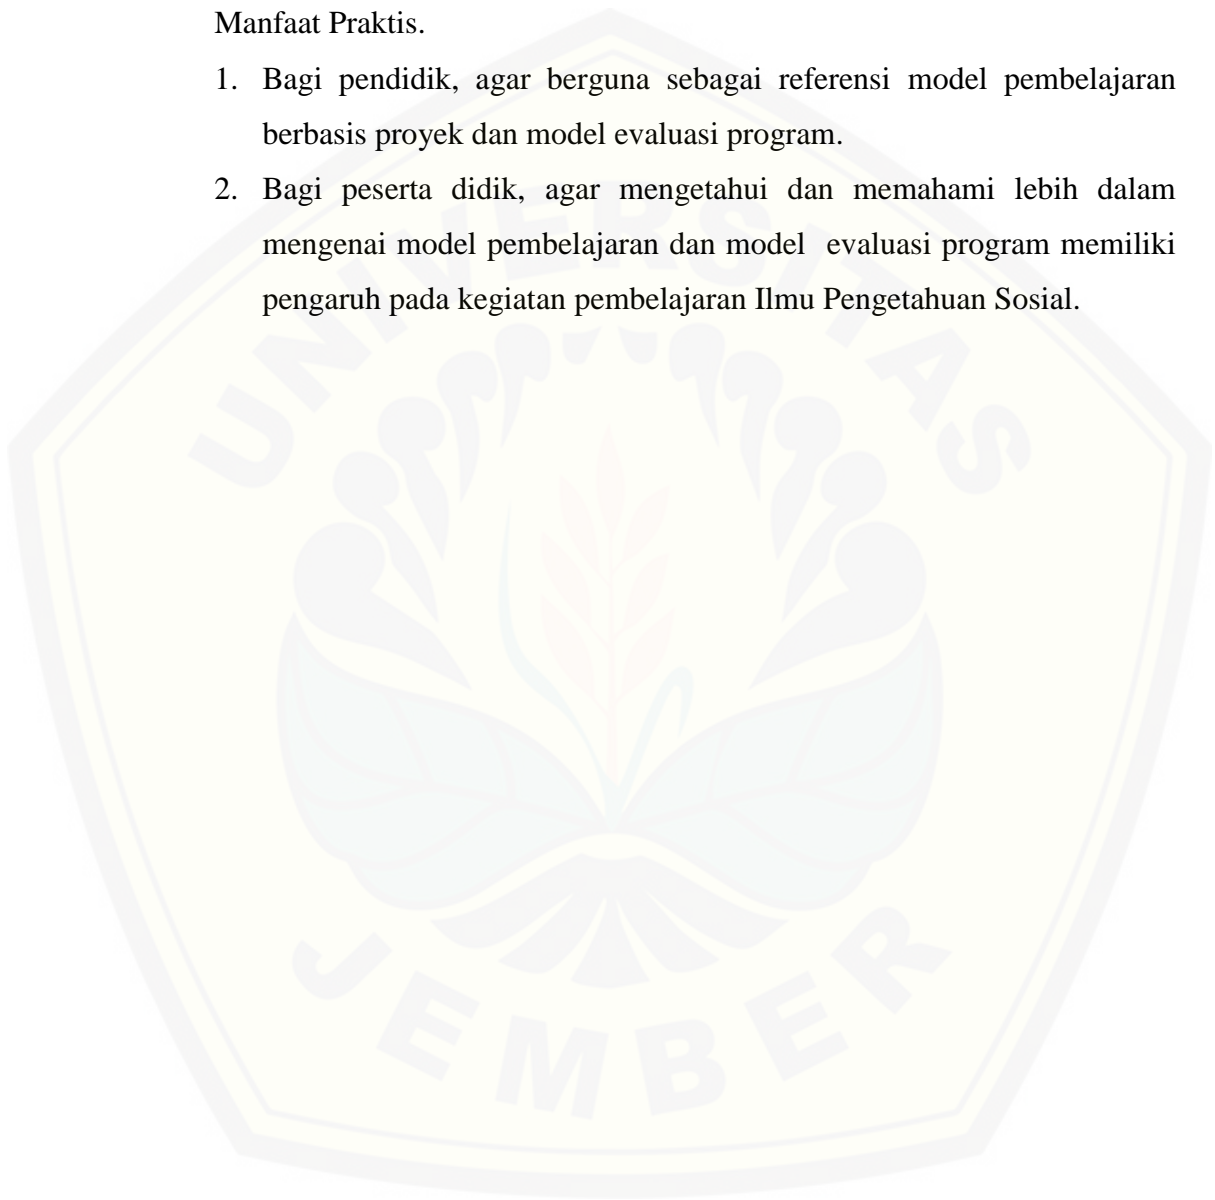 Manfaat Praktis.
1. Bagi pendidik, agar berguna sebagai referensi model pembelajaran
berbasis proyek dan model evaluasi program.
2. Bagi peserta didik, agar mengetahui dan memahami lebih dalam
mengenai model pembelajaran dan model evaluasi program memiliki
pengaruh pada kegiatan pembelajaran Ilmu Pengetahuan Sosial.
UNIVERSITAS
JEMBER